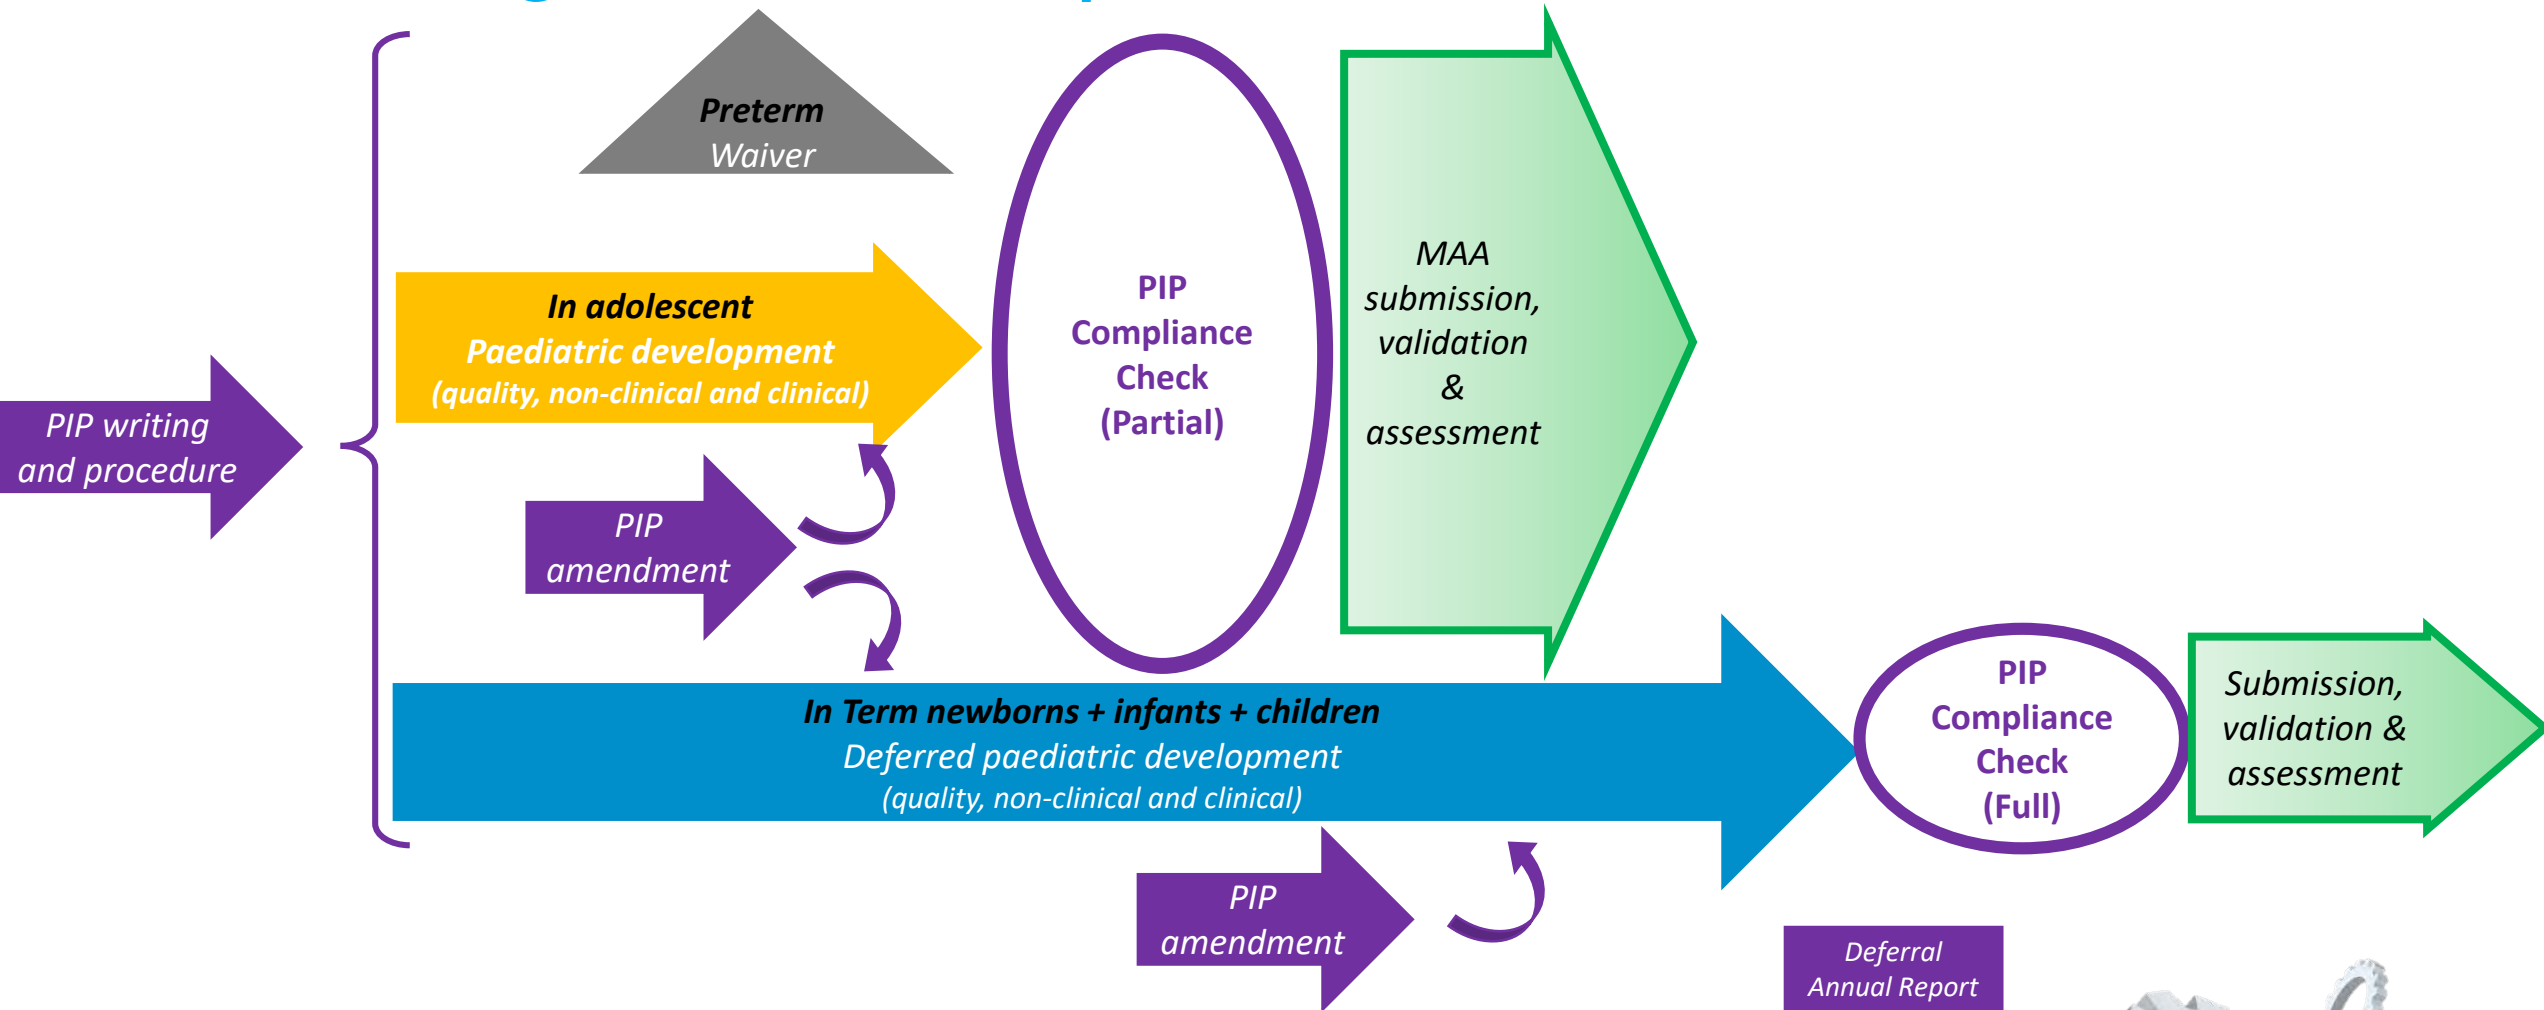 Preterm
Waiver
In adolescent
Paediatric development
(quality, non-clinical and clinical)
PIP writing
and procedure
PIP
amendment
PIP
Compliance
Check
(Partial)
MAA
submission,
validation
&
assessment
In Term newborns + infants + children
Deferred paediatric development
(quality, non-clinical and clinical)
PIP
Compliance
Check
(Full)
Submission,
validation &
assessment
PIP
amendment
Deferral
Annual Report